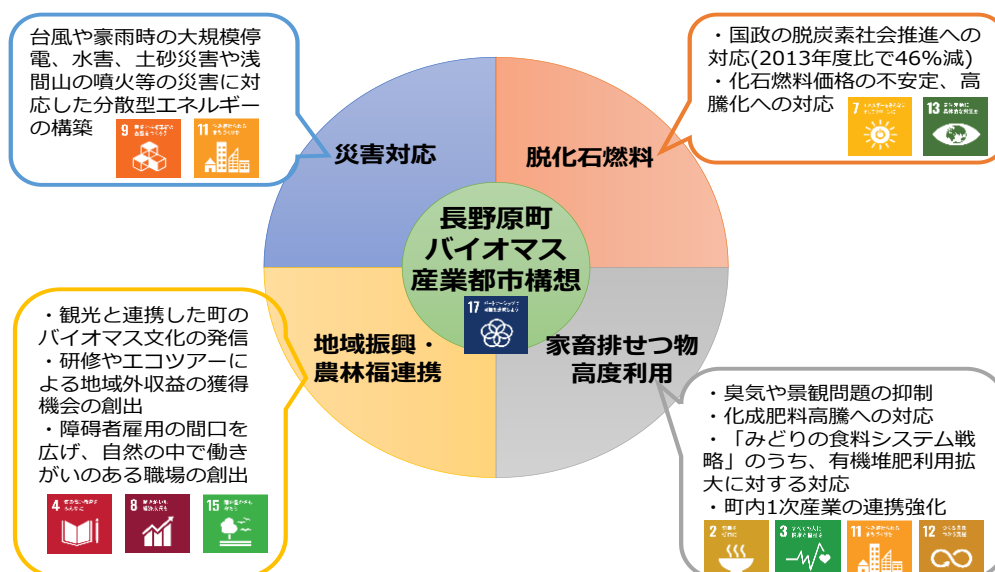 台風や豪雨時の大規模停
電、水害、土砂災害や浅
間山の噴火等の災害に対
応した分散型エネルギー
の構築
9
11
・国政の脱炭素社会推進への
対応(2013年度比で46%減)
・化石燃料価格の不安定、高
騰化への対応
7
13
災害対応
脱化石燃料
長野原町
バイオマス
産業都市構想
17
地域振興・
農林福連携
家畜排せつ物
高度利用
・観光と連携した町の
バイオマス文化の発信
・研修やエコツアーに
よる地域外収益の獲得
機会の創出
・障碍者雇用の間口を
広げ、自然の中で働き
がいのある職場の創出
4
8
15
・臭気や景観問題の抑制
・化成肥料高騰への対応
・「みどりの食料システム戦
略」のうち、有機堆肥利用拡
大に対する対応
・町内1次産業の連携強化
2
3
11
12